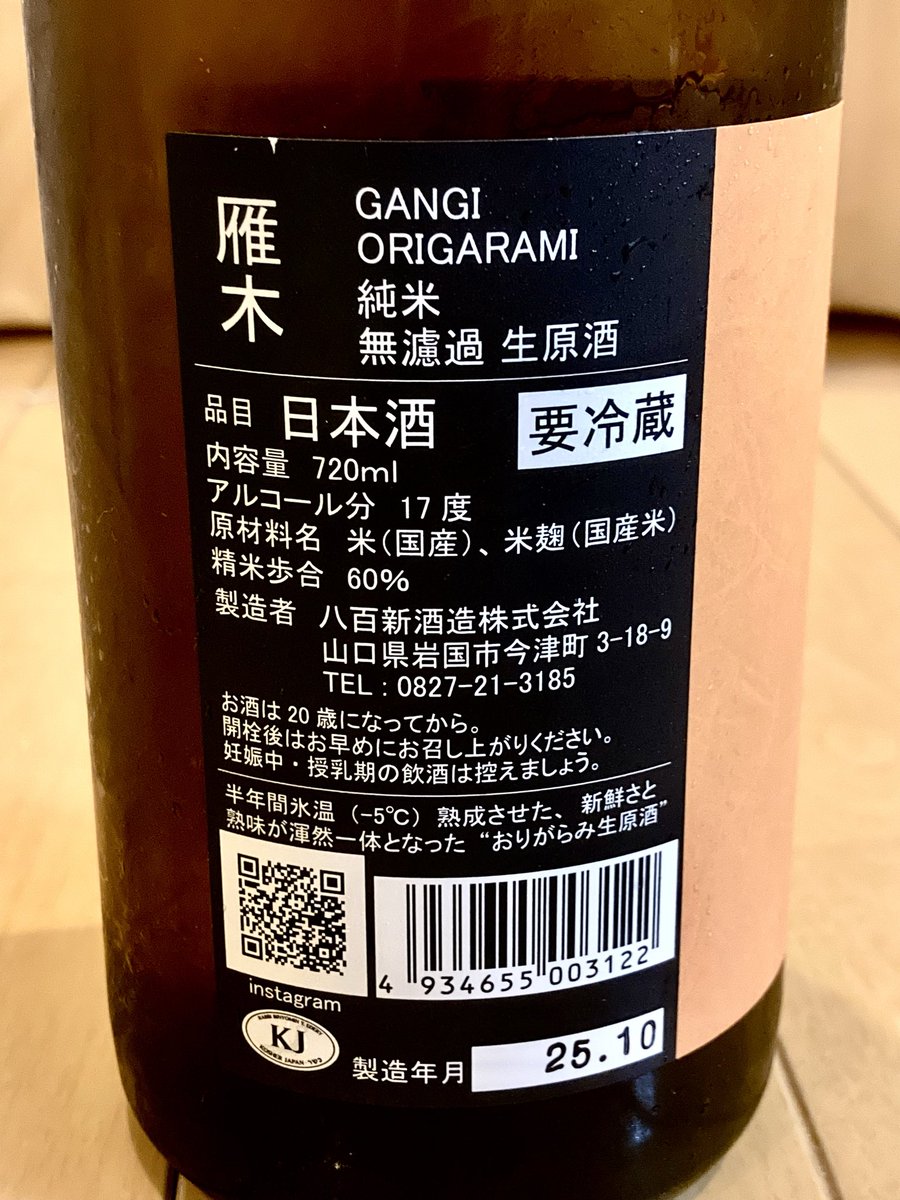 雁木
GANGI
ORIGARAMI
純米
無濾過 生原酒
品目 日本酒
要冷蔵
内容量 720ml
アルコール分 17度
原材料名 米(国産)、米麹(国産米)
精米歩合 60%
製造者 八百新酒造株式会社
山口県岩国市今津町3-18-9
TEL:0827-21-3185
お酒は20歳になってから。
開栓後はお早めにお召し上がりください。
妊娠中・授乳期の飲酒は控えましょう。
半年間氷温(-5℃)熟成させた、新鮮さと
熟味が渾然一体となった“おりがらみ生原酒”
4 934655 003122
instagram
KJ
KOSHER JAPAN
製造年月 25.10